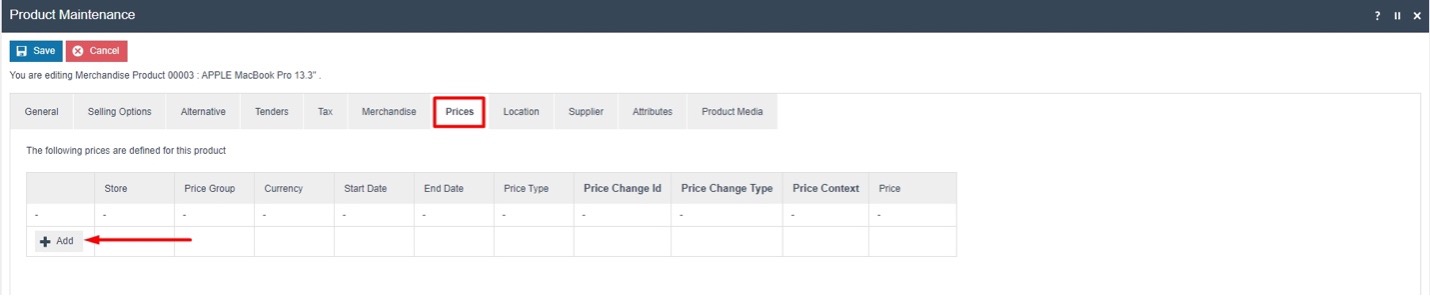 Product Maintenance ? II ×
Save Cancel
You are editing Merchandise Product 00003 : APPLE MacBook Pro 13.3" .
General Selling Options Alternative Tenders Tax Merchandise Prices Location Supplier Attributes Product Media
The following prices are defined for this product
Store Price Group Currency Start Date End Date Price Type Price Change Id Price Change Type Price Context Price
- - - - - - - - - - -
+ Add